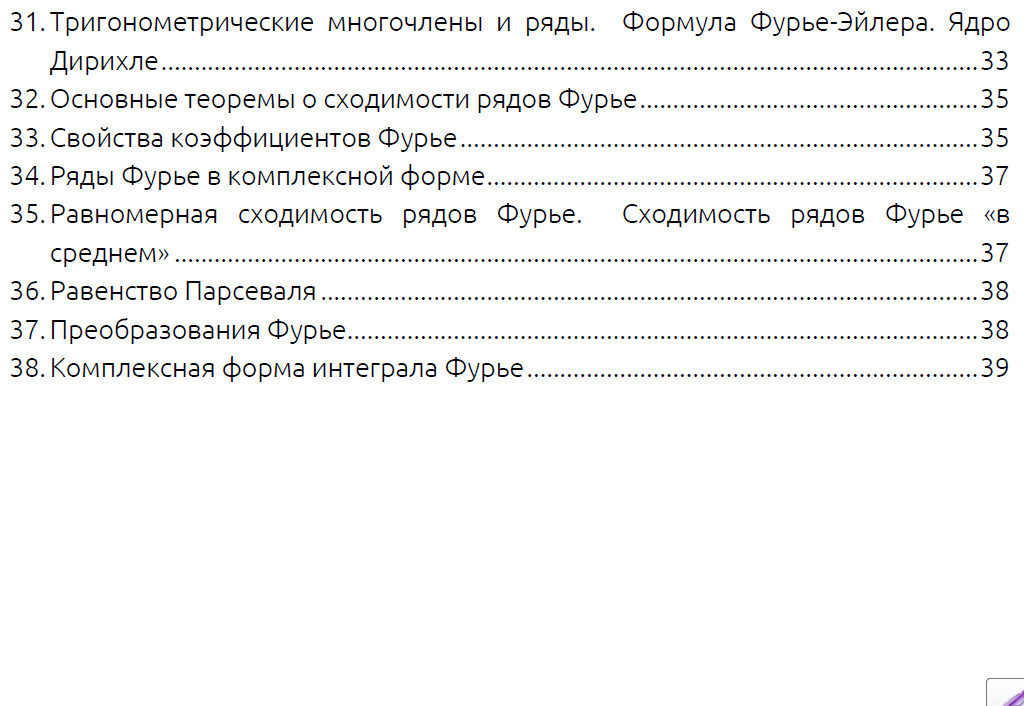 31. Тригонометрические многочлены и ряды. Формула Фурье-Эйлера. Ядро
Дирихле.................................................................................................................33
32. Основные теоремы о сходимости рядов Фурье..................................................35
33. Свойства коэффициентов Фурье..............................................................................35
34. Ряды Фурье в комплексной форме.........................................................................37
35. Равномерная сходимость рядов Фурье. Сходимость рядов Фурье «в
среднем»........................................................................................................................37
36. Равенство Парсеваля..................................................................................................38
37. Преобразования Фурье..............................................................................................38
38. Комплексная форма интеграла Фурье...................................................................39